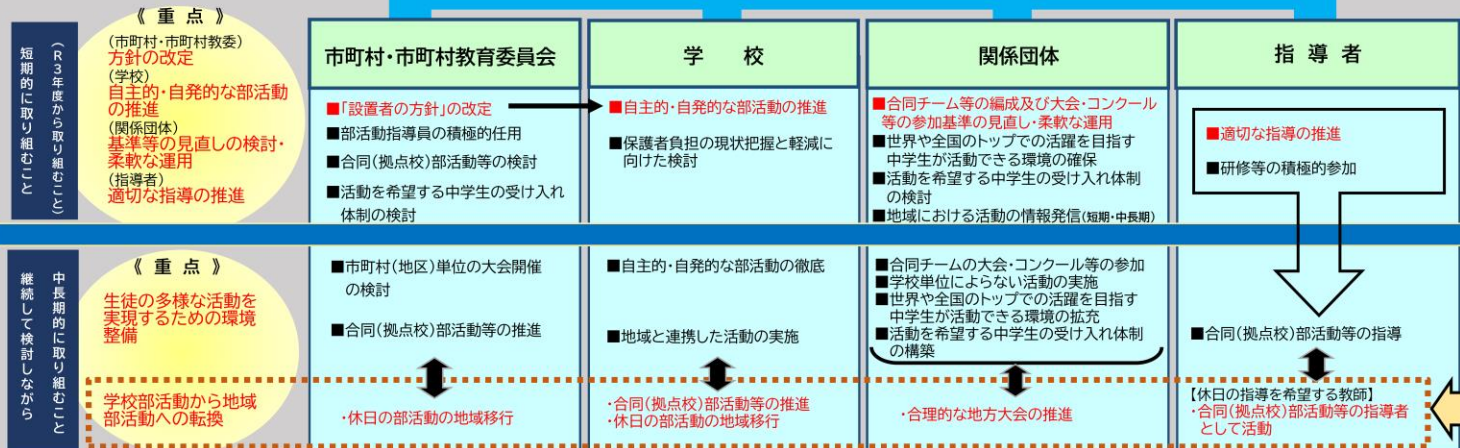 短期的に取り組むこと
(R3年度から取り組むこと)
《 重 点 》
(市町村・市町村教委)
方針の改定
(学校)
自主的・自発的な部活動
の推進
(関係団体)
基準等の見直しの検討・
柔軟な運用
(指導者)
適切な指導の推進
市町村・市町村教育委員会
■「設置者の方針」の改定
■部活動指導員の積極的任用
■合同(拠点校)部活動等の検討
■活動を希望する中学生の受け入れ
体制の検討
学 校
■自主的・自発的な部活動の推進
■保護者負担の現状把握と軽減に
向けた検討
関係団体
■合同チーム等の編成及び大会・コンクール
等の参加基準の見直し・柔軟な運用
■世界や全国のトップでの活躍を目指す
中学生が活動できる環境の確保
■活動を希望する中学生の受け入れ体制
の検討
■地域における活動の情報発信(短期・中長期)
指 導 者
■適切な指導の推進
■研修等の積極的参加
中長期的に取り組むこと
継続して検討しながら
《 重 点 》
生徒の多様な活動を
実現するための環境
整備
学校部活動から地域
部活動への転換
■市町村(地区)単位の大会開催
の検討
■合同(拠点校)部活動等の推進
・休日の部活動の地域移行
■自主的・自発的な部活動の徹底
■地域と連携した活動の実施
・合同(拠点校)部活動等の推進
・休日の部活動の地域移行
■合同チームの大会・コンクール等の参加
■学校単位によらない活動の実施
■世界や全国のトップでの活躍を目指す
中学生が活動できる環境の拡充
■活動を希望する中学生の受け入れ体制
の構築
・合理的な地方大会の推進
■合同(拠点校)部活動等の指導
【休日の指導を希望する教師】
・合同(拠点校)部活動等の指導者
として活動